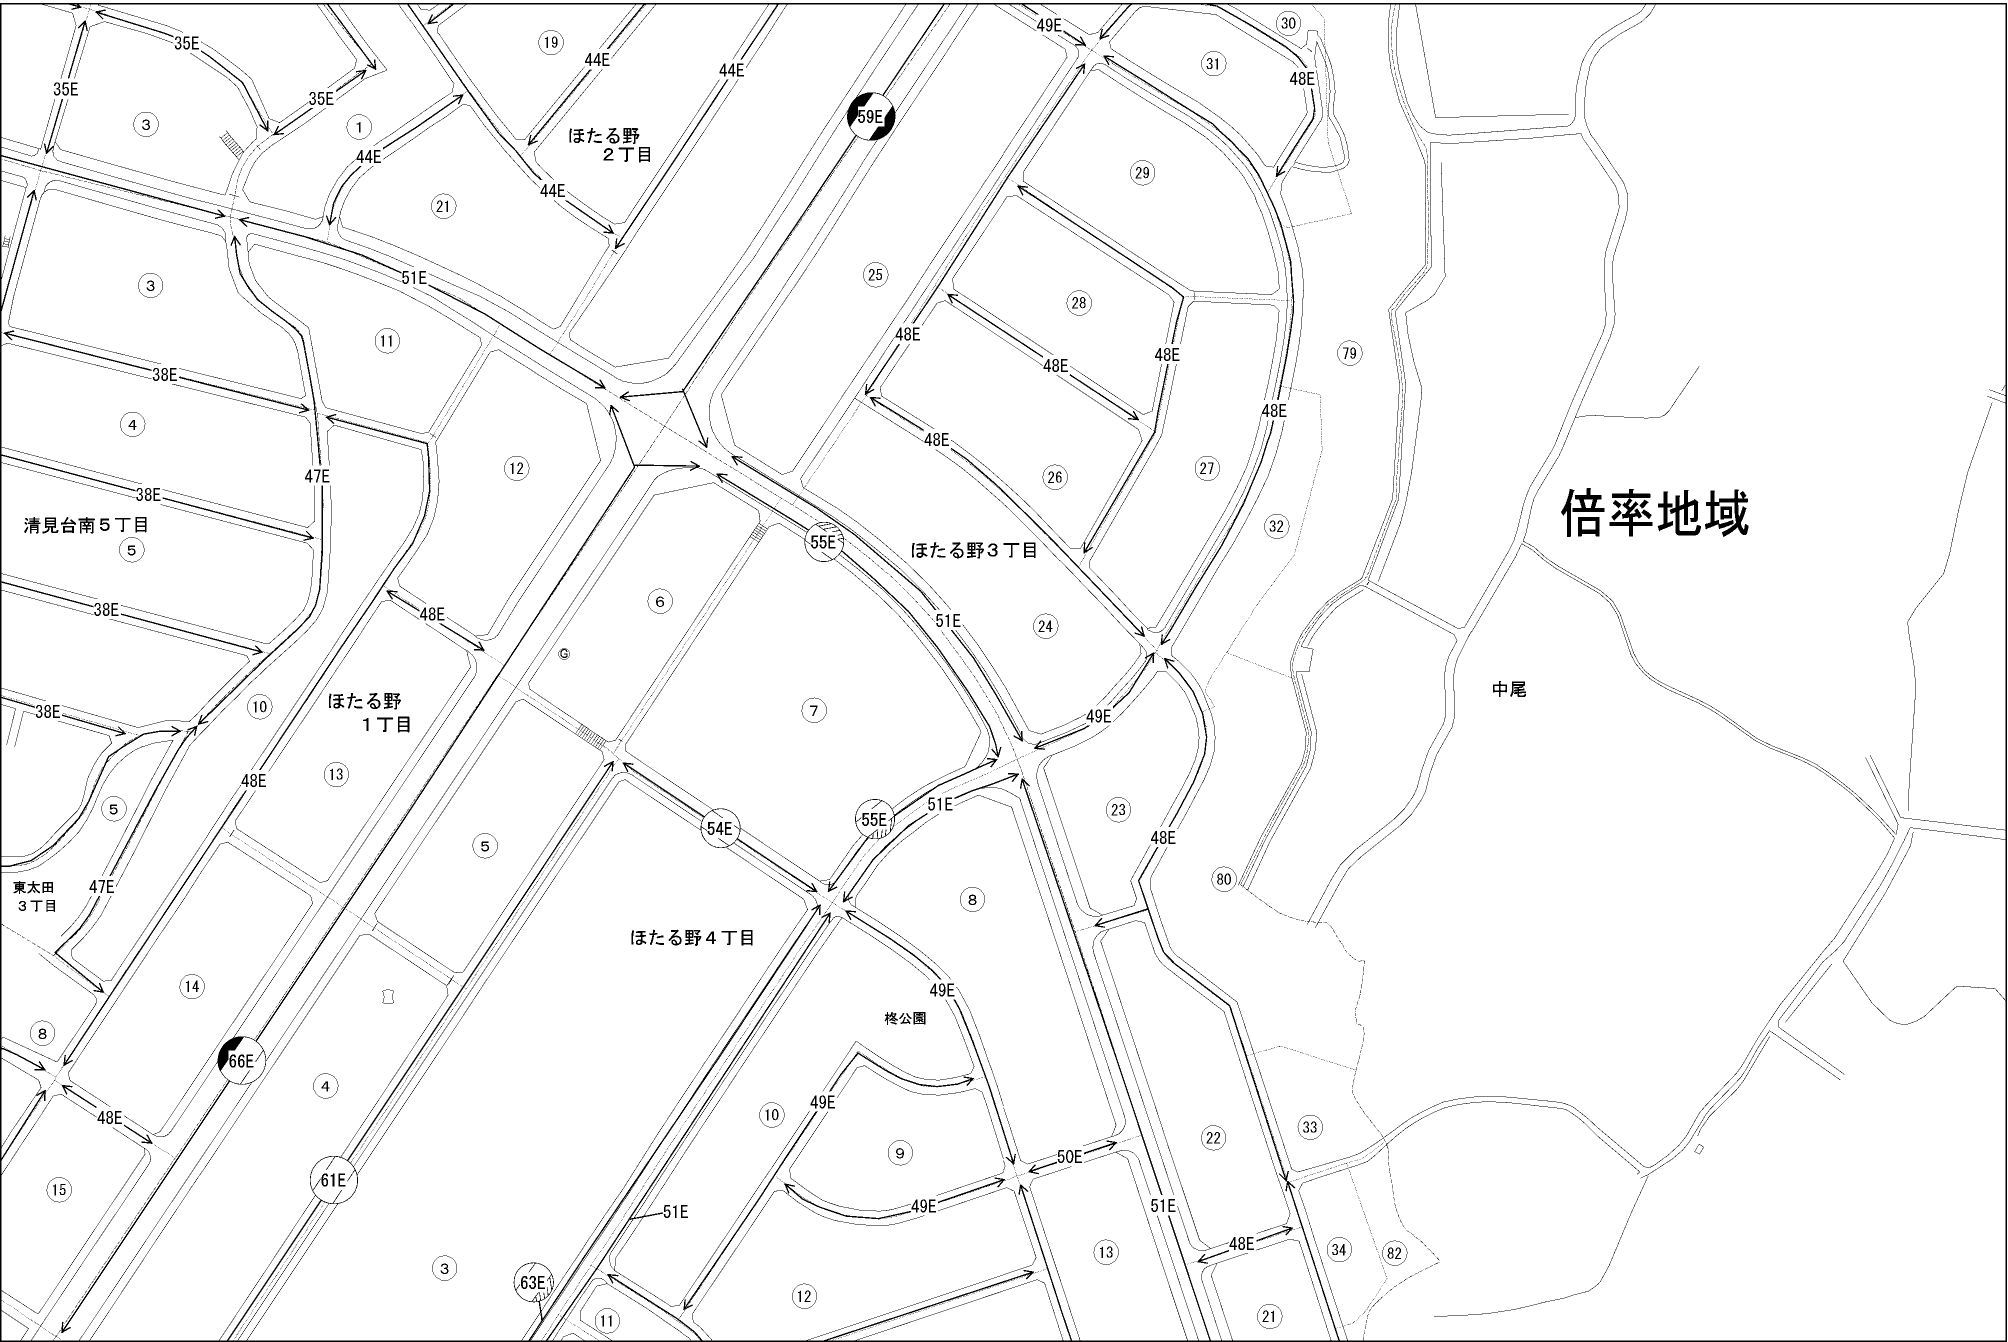 49E
30
19
35E
44E
31
44E
48E
35E
35E
59E
3
1
ほたる野
２丁目
44E
29
44E
21
51E
25
3
28
48E
11
79
48E
48E
38E
48E
4
48E
12
27
26
47E
38E
清見台南５丁目
5
倍率地域
32
55E
ほたる野３丁目
6
38E
48E
51E
24
G
中尾
ほたる野
１丁目
10
38E
7
49E
48E
13
5
51E
23
55E
54E
48E
5
80
東太田
３丁目
47E
8
ほたる野４丁目
14
49E
柊公園
8
66E
4
49E
10
48E
33
22
9
50E
61E
15
49E
51E
51E
48E
34
82
13
3
63E
12
11
21